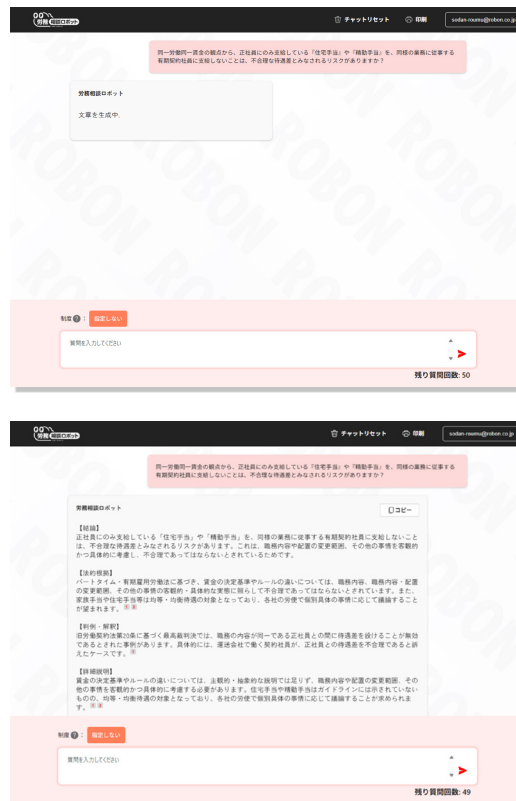 労務相談ロボット
チャットリセット
印刷
sodan-roumu@robon.co.jp
同一労働同一賃金の観点から、正社員にのみ支給している「住宅手当」や「精勤手当」を、同様の業務に従事する
有期契約社員に支給しないことは、不合理な待遇差とみなされるリスクがありますか？
労務相談ロボット
文章を生成中.
制度 ? :
指定しない
質問を入力してください
残り質問回数: 50
労務相談ロボット
チャットリセット
印刷
sodan-roumu@robon.co.jp
同一労働同一賃金の観点から、正社員にのみ支給している「住宅手当」や「精勤手当」を、同様の業務に従事する
有期契約社員に支給しないことは、不合理な待遇差とみなされるリスクがありますか？
労務相談ロボット
コピー
【結論】
正社員にのみ支給している「住宅手当」や「精勤手当」を、同様の業務に従事する有期契約社員に支給しないこと
は、不合理な待遇差とみなされるリスクがあります。これは、職務内容や配置の変更範囲、その他の事情を客観的
かつ具体的に考慮し、不合理であってはならないとされているためです。
【法的根拠】
パートタイム・有期雇用労働法に基づき、賃金の決定基準やルールの違いについては、職務内容、職務内容・配置
の変更範囲、その他の事情の客観的・具体的な実態に照らして不合理であってはならないとされています。また、
家族手当や住宅手当等は均等・均衡待遇の対象となっており、各社の労使で個別具体の事情に応じて議論すること
が望まれます。
【判例・解釈】
旧労働契約法第20条に基づく最高裁判決では、職務の内容が同一である正社員との間に待遇差を設けることが無効
であるとされた事例があります。具体的には、運送会社で働く契約社員が、正社員との待遇差を不合理であると訴
えたケースです。
【詳細説明】
賃金の決定基準やルールの違いについては、主観的・抽象的な説明では足りず、職務内容や配置の変更範囲、その
他の事情を客観的かつ具体的に考慮する必要があります。住宅手当や精勤手当はガイドラインには示されていない
ものの、均等・均衡待遇の対象となっており、各社の労使で個別具体の事情に応じて議論することが求められま
す。
制度 ? :
指定しない
質問を入力してください
残り質問回数: 49